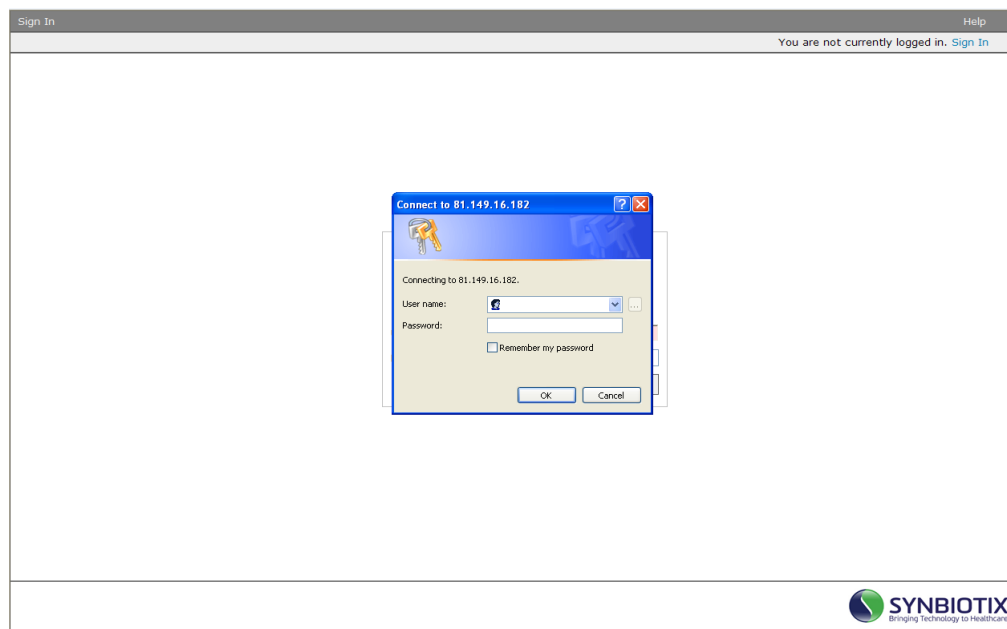 Sign In
Help
You are not currently logged in. Sign In
Connect to 81.149.16.182
Connecting to 81.149.16.182.
User name:
...
Password:
Remember my password
OK
Cancel
SYNBIOTIX
Bringing Technology to Healthcare